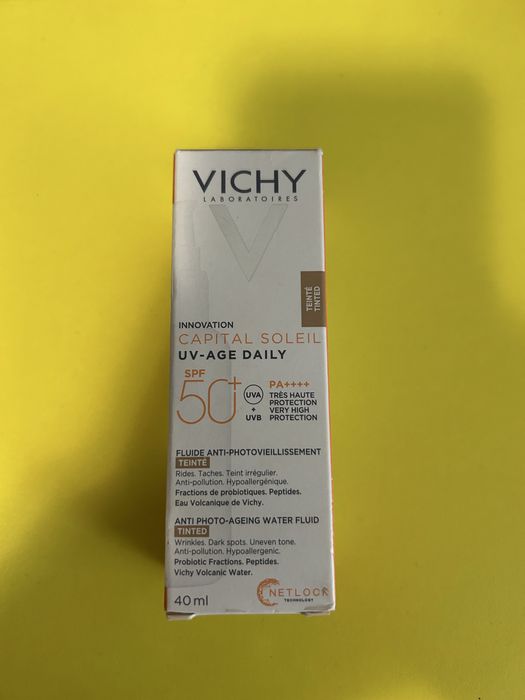 VICHY
LABORATOIRES
TEINTÉ
TINTED
INNOVATION
CAPITAL SOLEIL
UV-AGE DAILY
SPF
50+
UVA
+
UVB
PA++++
TRÈS HAUTE
PROTECTION
VERY HIGH
PROTECTION
FLUIDE ANTI-PHOTOVIEILLISSEMENT
TEINTÉ
Rides. Taches. Teint irrégulier.
Anti-pollution. Hypoallergénique.
Fractions de probiotiques. Peptides.
Eau Volcanique de Vichy.
ANTI PHOTO-AGEING WATER FLUID
TINTED
Wrinkles. Dark spots. Uneven tone.
Anti-pollution. Hypoallergenic.
Probiotic Fractions. Peptides.
Vichy Volcanic Water.
NETLOCK
TECHNOLOGY
40 ml